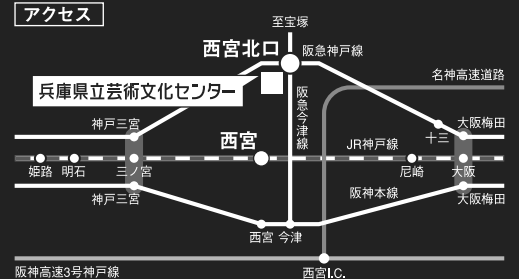 アクセス
至宝塚
西宮北口
阪急神戸線
名神高速道路
兵庫県立芸術文化センター
阪急今津線
神戸三宮
西宮
JR神戸線
十三
大阪梅田
姫路
明石
三ノ宮
尼崎
大阪
神戸三宮
阪神本線
大阪梅田
西宮
今津
阪神高速3号神戸線
西宮I.C.